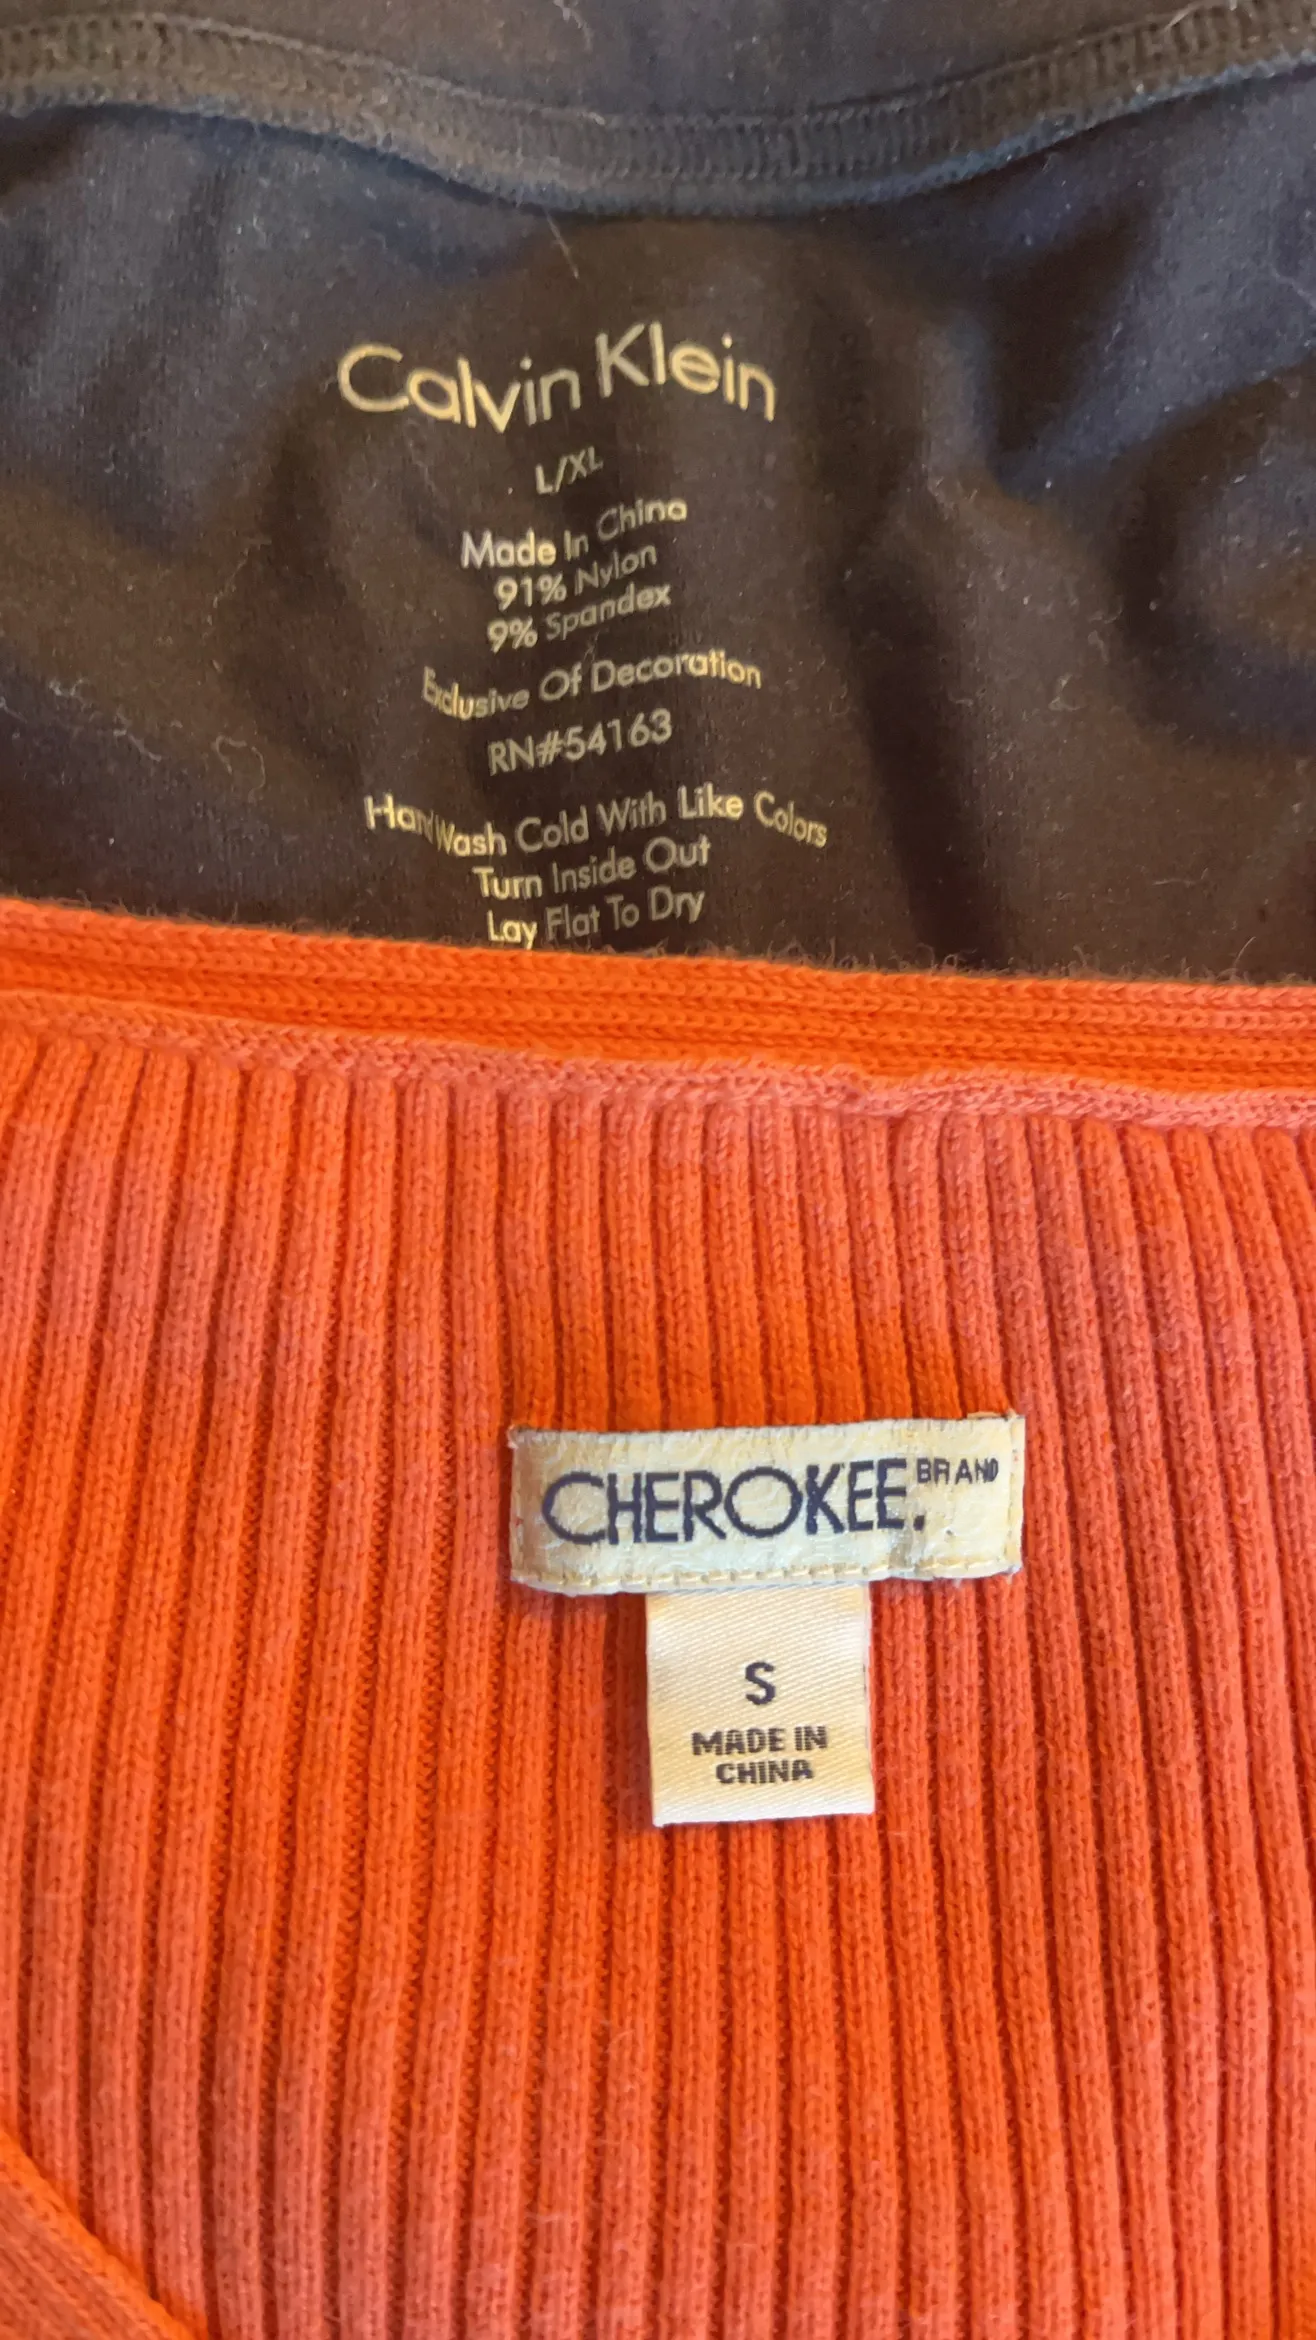 Calvin Klein
L/XL
Made In China
91% Nylon
9% Spandex
Exclusive Of Decoration
RN#54163
Hand Wash Cold With Like Colors
Turn Inside Out
Lay Flat To Dry
CHEROKEE. BRAND
S
MADE IN
CHINA